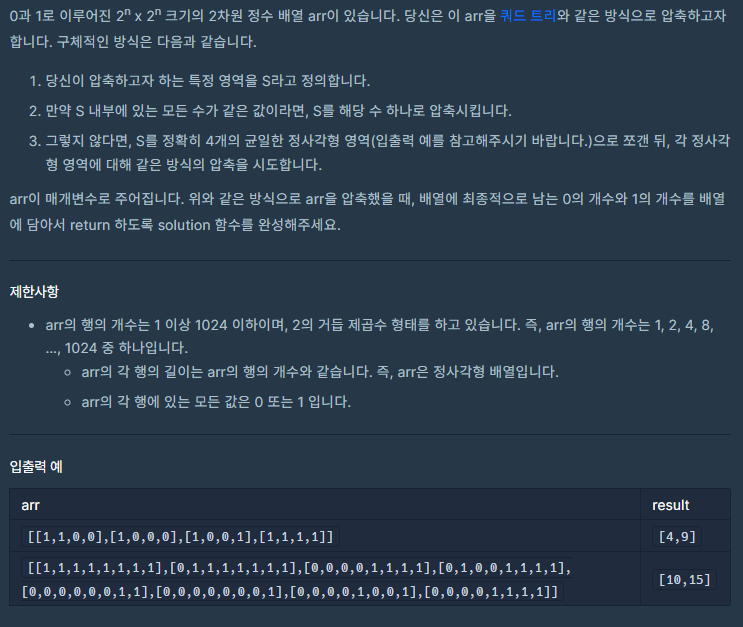 0과 1로 이루어진 2ⁿ x 2ⁿ 크기의 2차원 정수 배열 arr이 있습니다. 당신은 이 arr을 쿼드 트리와 같은 방식으로 압축하고자
합니다. 구체적인 방식은 다음과 같습니다.
1. 당신이 압축하고자 하는 특정 영역을 S라고 정의합니다.
2. 만약 S 내부에 있는 모든 수가 같은 값이라면, S를 해당 수 하나로 압축시킵니다.
3. 그렇지 않다면, S를 정확히 4개의 균일한 정사각형 영역(입출력 예를 참고해주시기 바랍니다.)으로 쪼갠 뒤, 각 정사각
형 영역에 대해 같은 방식의 압축을 시도합니다.
arr이 매개변수로 주어집니다. 위와 같은 방식으로 arr을 압축했을 때, 배열에 최종적으로 남는 0의 개수와 1의 개수를 배열
에 담아서 return 하도록 solution 함수를 완성해주세요.
제한사항
• arr의 행의 개수는 1 이상 1024 이하이며, 2의 거듭 제곱수 형태를 하고 있습니다. 즉, arr의 행의 개수는 1, 2, 4, 8,
..., 1024 중 하나입니다.
◦ arr의 각 행의 길이는 arr의 행의 개수와 같습니다. 즉, arr은 정사각형 배열입니다.
◦ arr의 각 행에 있는 모든 값은 0 또는 1 입니다.
입출력 예
arr result
[[1,1,0,0],[1,0,0,0],[1,0,0,1],[1,1,1,1]] [4,9]
[[1,1,1,1,1,1,1,1],[0,1,1,1,1,1,1,1],[0,0,0,0,1,1,1,1],[0,1,0,0,1,1,1,1],
[0,0,0,0,0,0,1,1],[0,0,0,0,0,0,0,1],[0,0,0,0,1,0,0,1],[0,0,0,0,1,1,1,1]] [10,15]